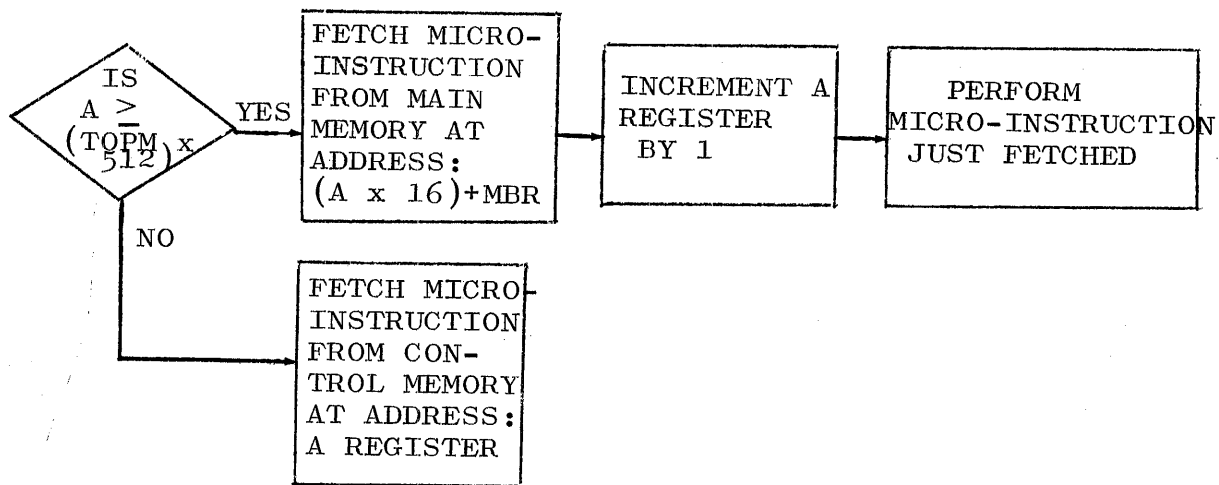 IS
A ≥
(TOPM x
512)
YES
FETCH MICRO-
INSTRUCTION
FROM MAIN
MEMORY AT
ADDRESS:
(A x 16)+MBR
INCREMENT A
REGISTER
BY 1
PERFORM
MICRO-INSTRUCTION
JUST FETCHED
NO
FETCH MICRO-
INSTRUCTION
FROM CON-
TROL MEMORY
AT ADDRESS:
A REGISTER